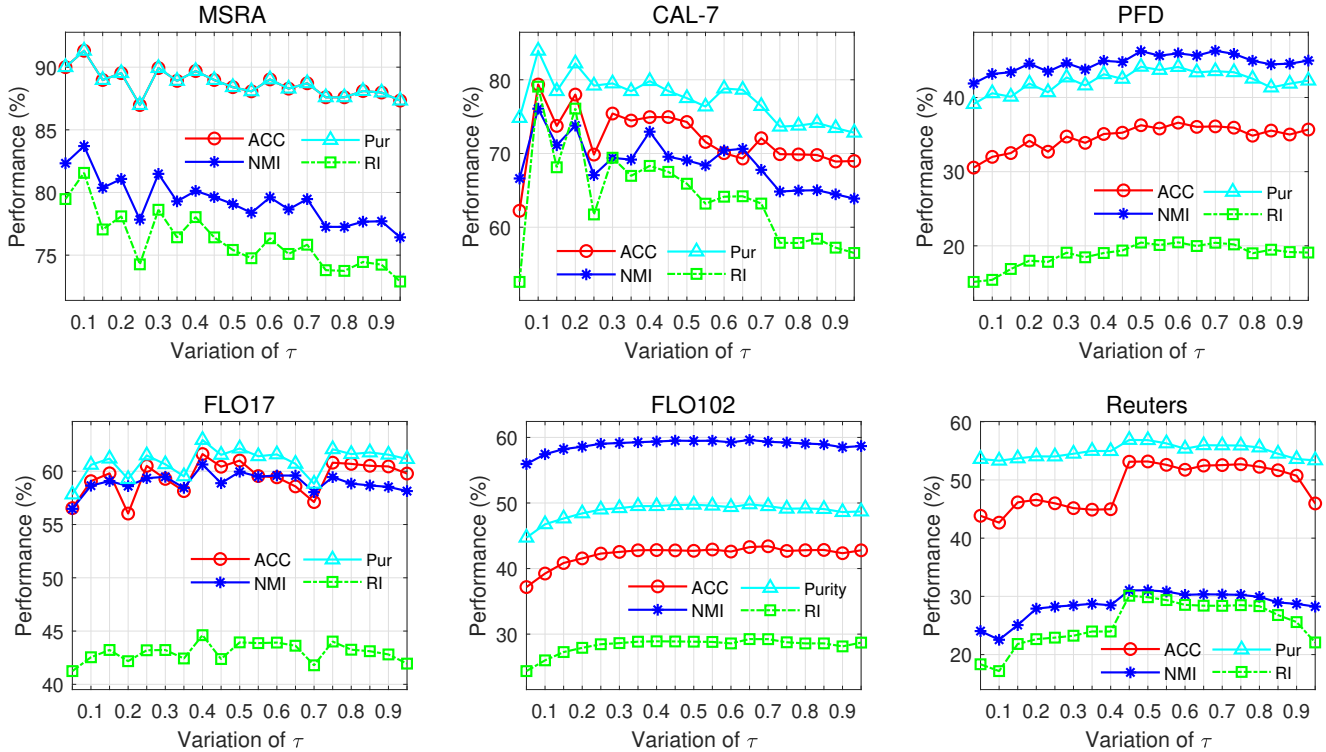 MSRA
Performance (%)
90
85
80
75
ACC
Pur
NMI
RI
0.1 0.2 0.3 0.4 0.5 0.6 0.7 0.8 0.9
Variation of τ
CAL-7
Performance (%)
80
70
60
ACC
Pur
NMI
RI
0.1 0.2 0.3 0.4 0.5 0.6 0.7 0.8 0.9
Variation of τ
PFD
Performance (%)
40
30
20
ACC
Pur
NMI
RI
0.1 0.2 0.3 0.4 0.5 0.6 0.7 0.8 0.9
Variation of τ
FLO17
Performance (%)
60
55
50
45
40
ACC
Pur
NMI
RI
0.1 0.2 0.3 0.4 0.5 0.6 0.7 0.8 0.9
Variation of τ
FLO102
Performance (%)
60
50
40
30
ACC
Purity
NMI
RI
0.1 0.2 0.3 0.4 0.5 0.6 0.7 0.8 0.9
Variation of τ
Reuters
Performance (%)
60
50
40
30
20
ACC
Pur
NMI
RI
0.1 0.2 0.3 0.4 0.5 0.6 0.7 0.8 0.9
Variation of τ